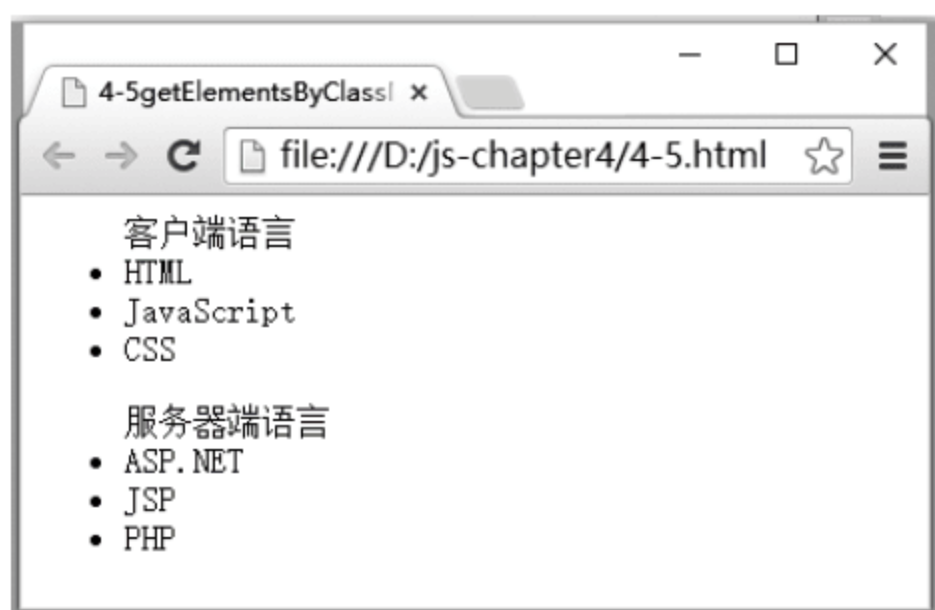 4-5getElementsByClassl
file:///D:/js-chapter4/4-5.html
客户端语言
HTML
JavaScript
CSS
服务器端语言
ASP.NET
JSP
PHP